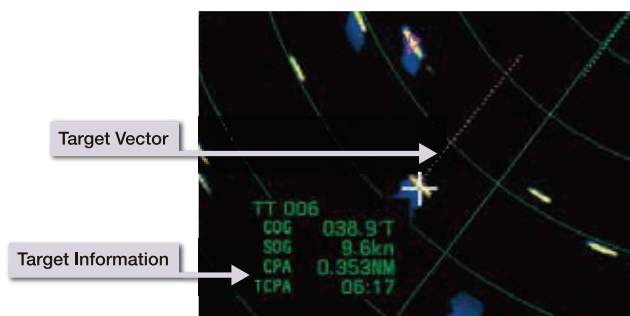 Target Vector
TT 006
COG 038.9°T
SOG 9.6kn
Target Information
CPA 0.353NM
TCPA 06:17